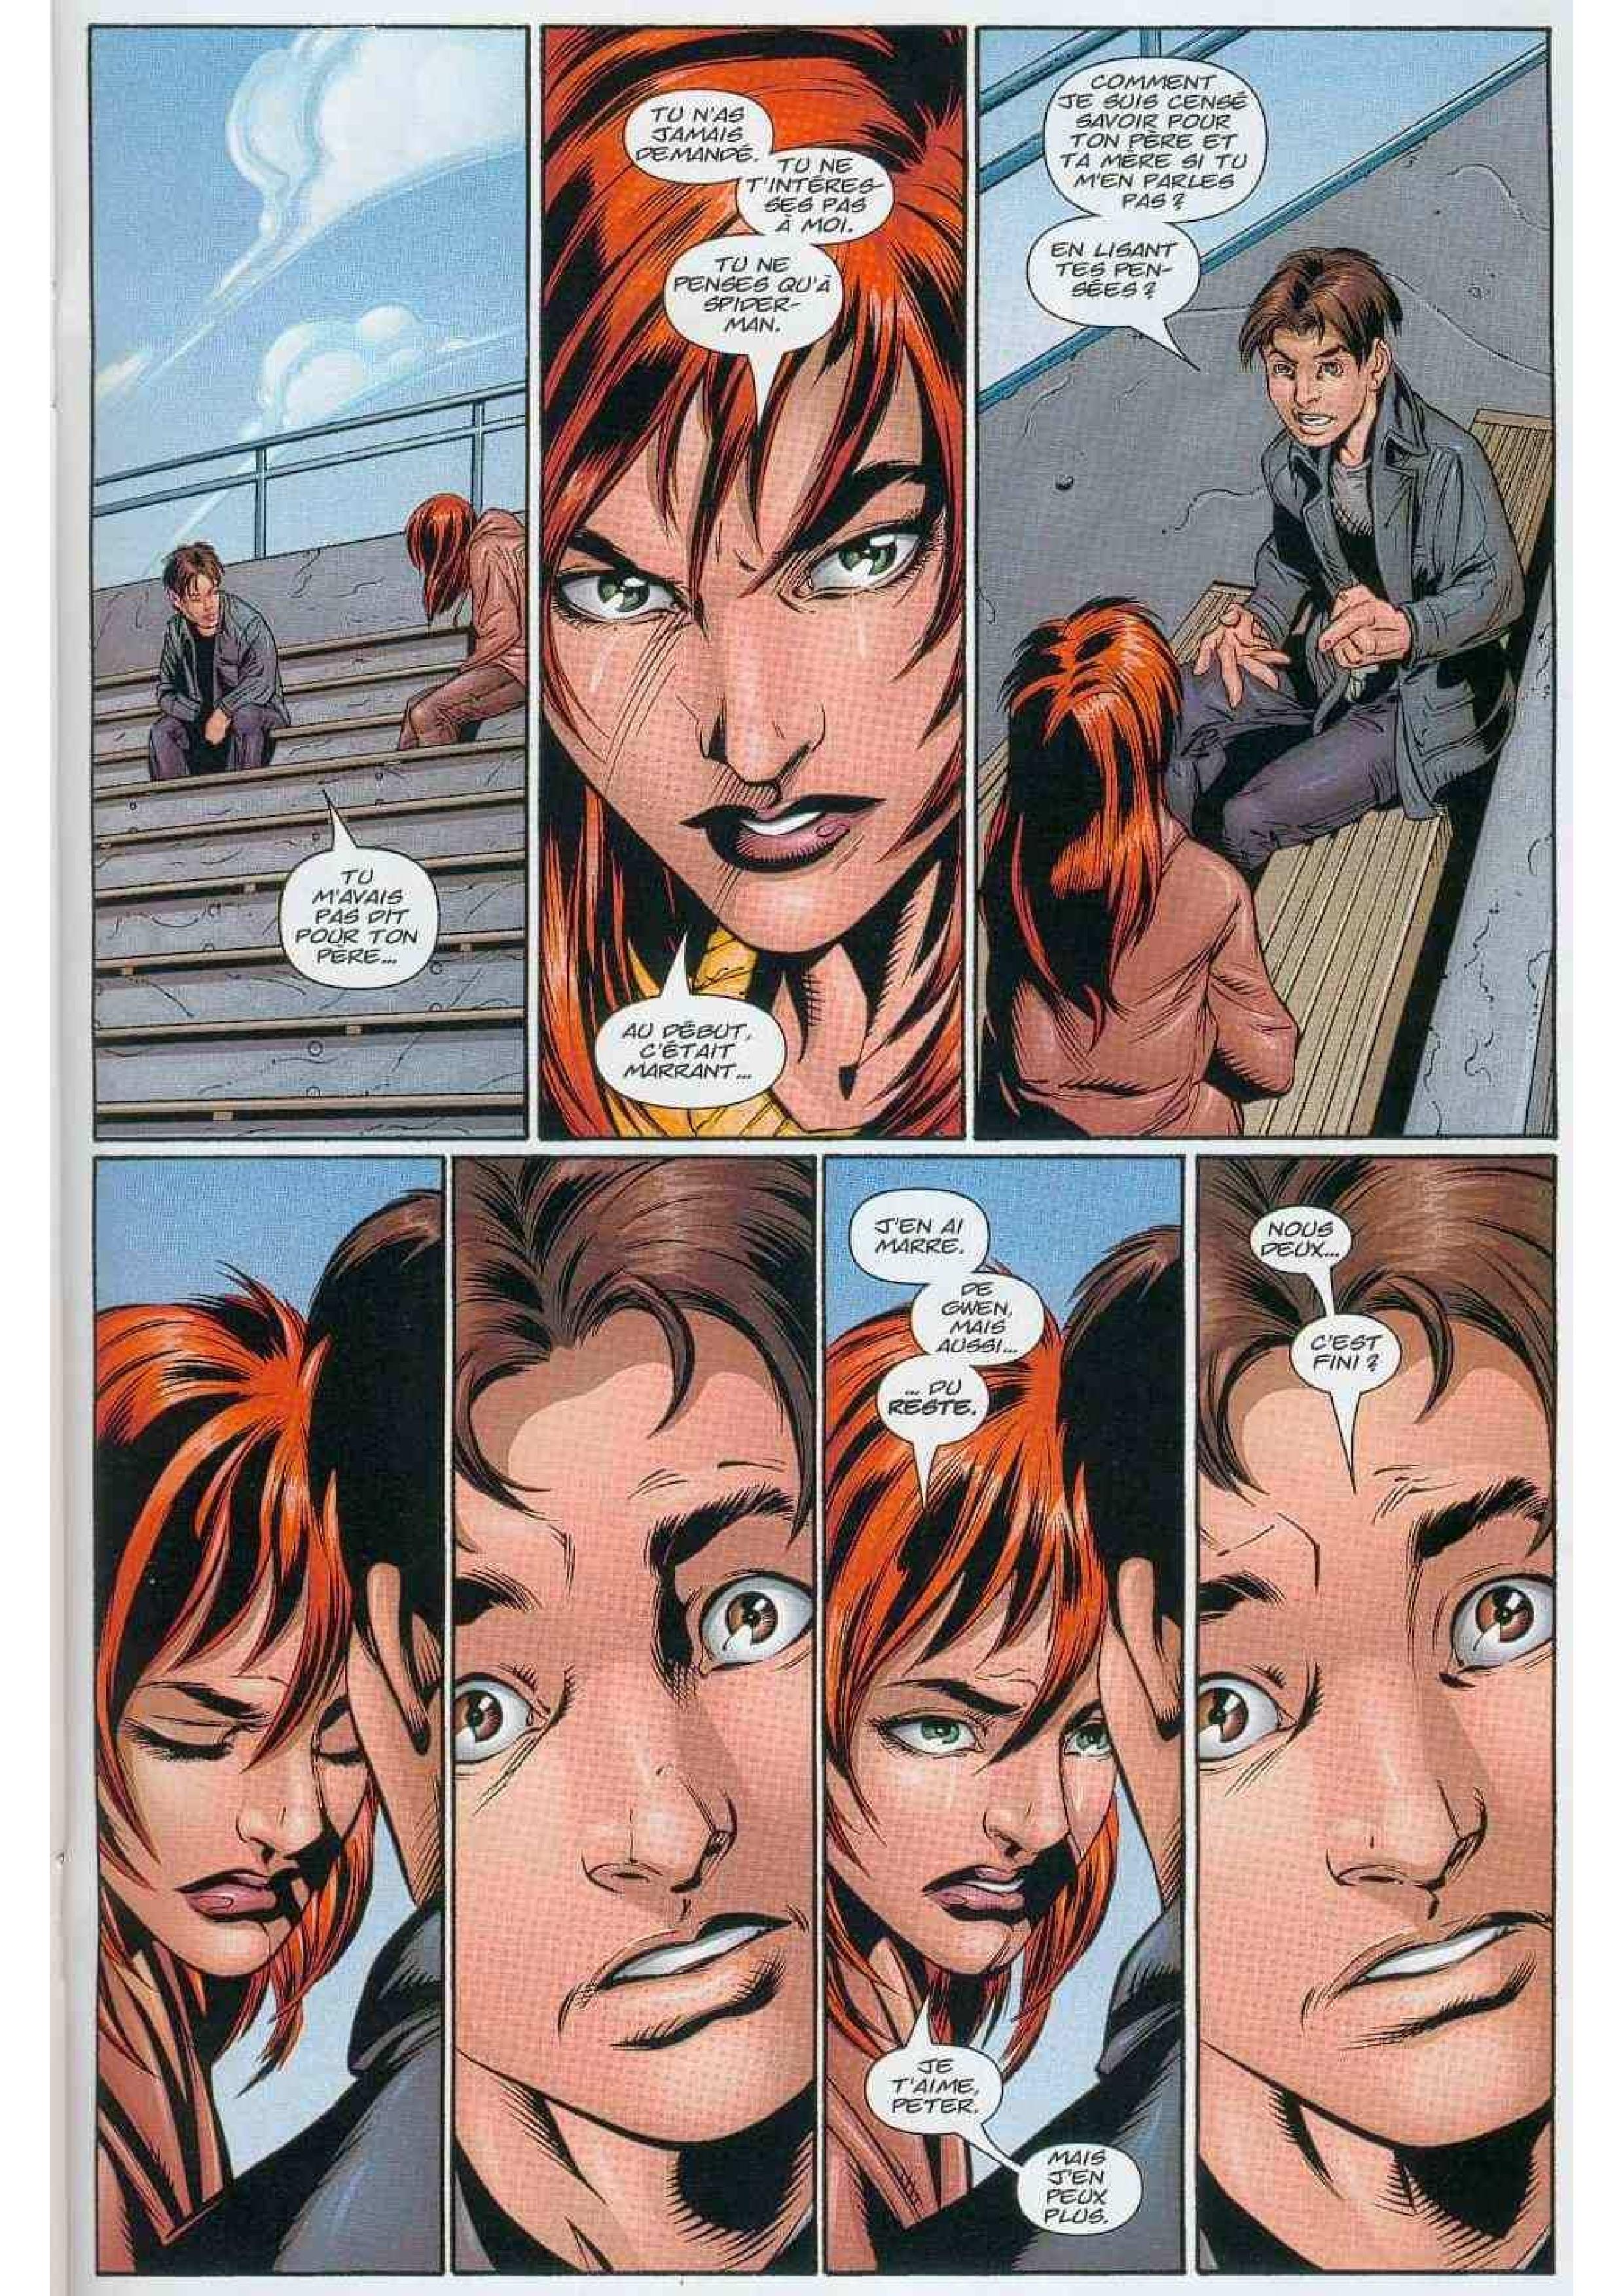 TU
M'AVAIS
PAS DIT
POUR TON
PÈRE...
TU N'AS
JAMAIS
DEMANDÉ.
TU NE
T'INTÉRES-
SES PAS
À MOI.
TU NE
PENSES QU'À
SPIDER-
MAN.
AU DÉBUT,
C'ÉTAIT
MARRANT...
COMMENT
JE SUIS CENSÉ
SAVOIR POUR
TON PÈRE ET
TA MÈRE SI TU
M'EN PARLES
PAS ?
EN LISANT
TES PEN-
SÉES ?
J'EN AI
MARRE.
DE
GWEN,
MAIS
AUSSI...
... DU
RESTE.
JE
T'AIME,
PETER.
MAIS
J'EN
PEUX
PLUS.
NOUS
DEUX...
C'EST
FINI ?